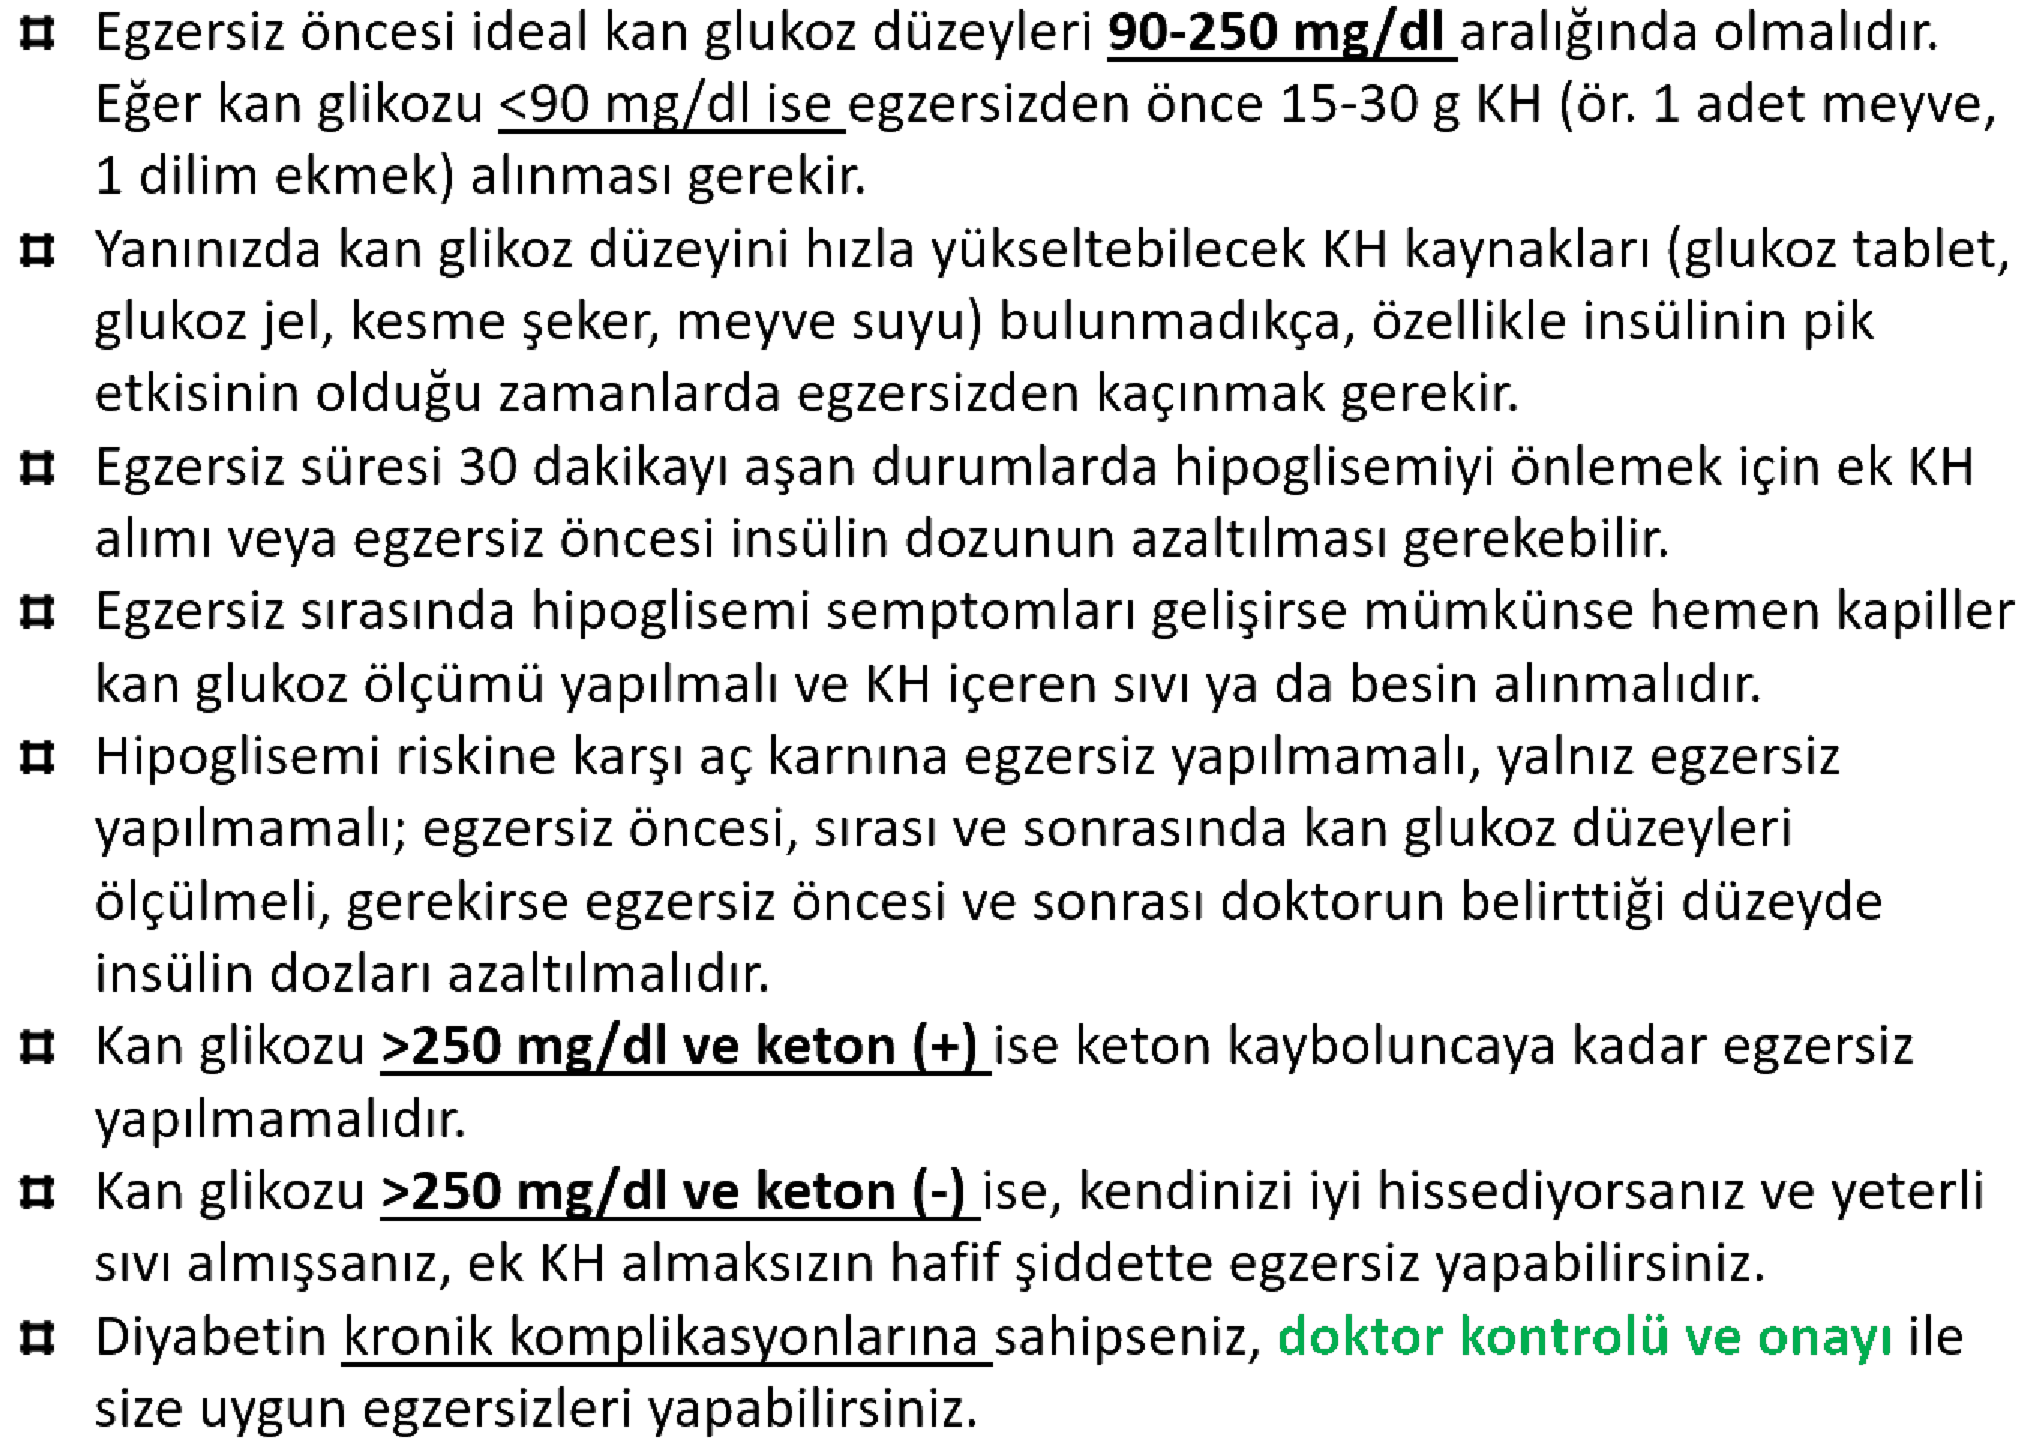 ⌗ Egzersiz öncesi ideal kan glukoz düzeyleri 90-250 mg/dl aralığında olmalıdır.
Eğer kan glikozu <90 mg/dl ise egzersizden önce 15-30 g KH (ör. 1 adet meyve,
1 dilim ekmek) alınması gerekir.
⌗ Yanınızda kan glikoz düzeyini hızla yükseltebilecek KH kaynakları (glukoz tablet,
glukoz jel, kesme şeker, meyve suyu) bulunmadıkça, özellikle insülinin pik
etkisinin olduğu zamanlarda egzersizden kaçınmak gerekir.
⌗ Egzersiz süresi 30 dakikayı aşan durumlarda hipoglisemiyi önlemek için ek KH
alımı veya egzersiz öncesi insülin dozunun azaltılması gerekebilir.
⌗ Egzersiz sırasında hipoglisemi semptomları gelişirse mümkünse hemen kapiller
kan glukoz ölçümü yapılmalı ve KH içeren sıvı ya da besin alınmalıdır.
⌗ Hipoglisemi riskine karşı aç karnına egzersiz yapılmamalı, yalnız egzersiz
yapılmamalı; egzersiz öncesi, sırası ve sonrasında kan glukoz düzeyleri
ölçülmeli, gerekirse egzersiz öncesi ve sonrası doktorun belirttiği düzeyde
insülin dozları azaltılmalıdır.
⌗ Kan glikozu >250 mg/dl ve keton (+) ise keton kayboluncaya kadar egzersiz
yapılmamalıdır.
⌗ Kan glikozu >250 mg/dl ve keton (-) ise, kendinizi iyi hissediyorsanız ve yeterli
sıvı almışsanız, ek KH almaksızın hafif şiddette egzersiz yapabilirsiniz.
⌗ Diyabetin kronik komplikasyonlarına sahipseniz, doktor kontrolü ve onayı ile
size uygun egzersizleri yapabilirsiniz.